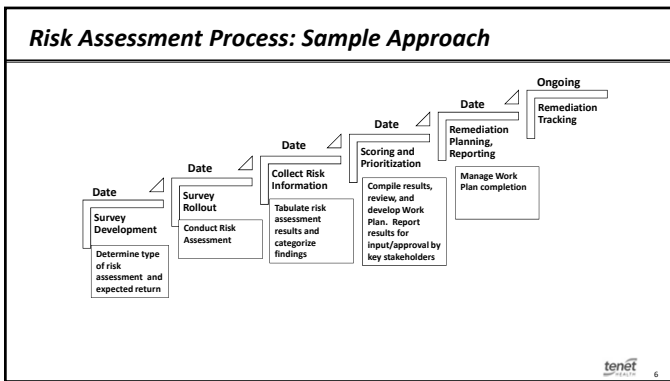 Risk Assessment Process: Sample Approach
Date
Survey
Development
Determine type
of risk
assessment and
expected return
Date
Survey
Rollout
Conduct Risk
Assessment
Date
Collect Risk
Information
Tabulate risk
assessment
results and
categorize
findings
Date
Scoring and
Prioritization
Compile results,
review, and
develop Work
Plan. Report
results for
input/approval by
key stakeholders
Date
Remediation
Planning,
Reporting
Manage Work
Plan completion
Ongoing
Remediation
Tracking
tenet
HEALTH
6